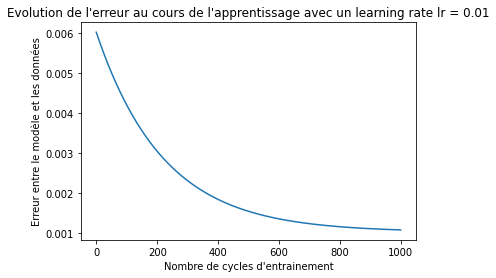 Evolution de l'erreur au cours de l'apprentissage avec un learning rate lr = 0.01
Erreur entre le modèle et les données
0.006
0.005
0.004
0.003
0.002
0.001
0 200 400 600 800 1000
Nombre de cycles d'entrainement